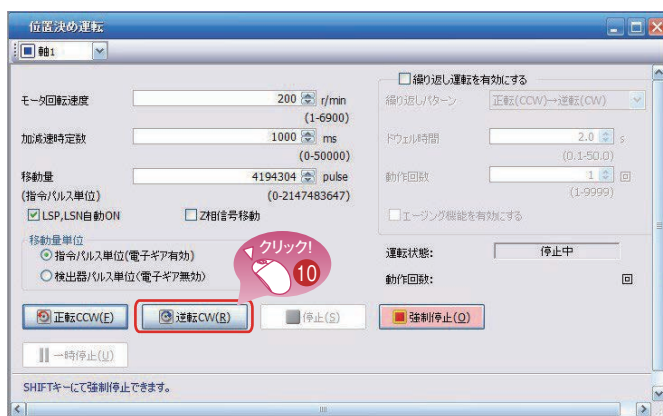 位置決め運転
軸1
モータ回転速度
200 r/min
(1-6900)
加減速時定数
1000 ms
(0-50000)
移動量
4194304 pulse
(指令パルス単位)
(0-2147483647)
LSP,LSN自動ON
Z相信号移動
移動量単位
指令パルス単位(電子ギア有効)
検出器パルス単位(電子ギア無効)
繰り返し運転を有効にする
繰り返しパターン
正転(CCW)→逆転(CW)
ドウェル時間
2.0 s
(0.1-50.0)
動作回数
1 回
(1-9999)
エージング機能を有効にする
運転状態:
停止中
動作回数:
回
クリック!
10
正転CCW(F)
逆転CW(R)
停止(S)
強制停止(O)
一時停止(U)
SHIFTキーにて強制停止できます。